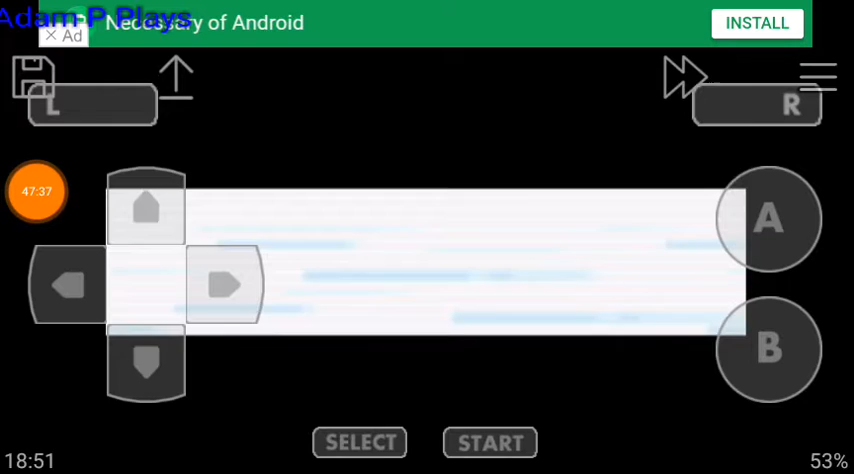 Adam P Plays
Necessary of Android
INSTALL
Ad
L
R
47:37
A
B
SELECT
START
18:51
53%